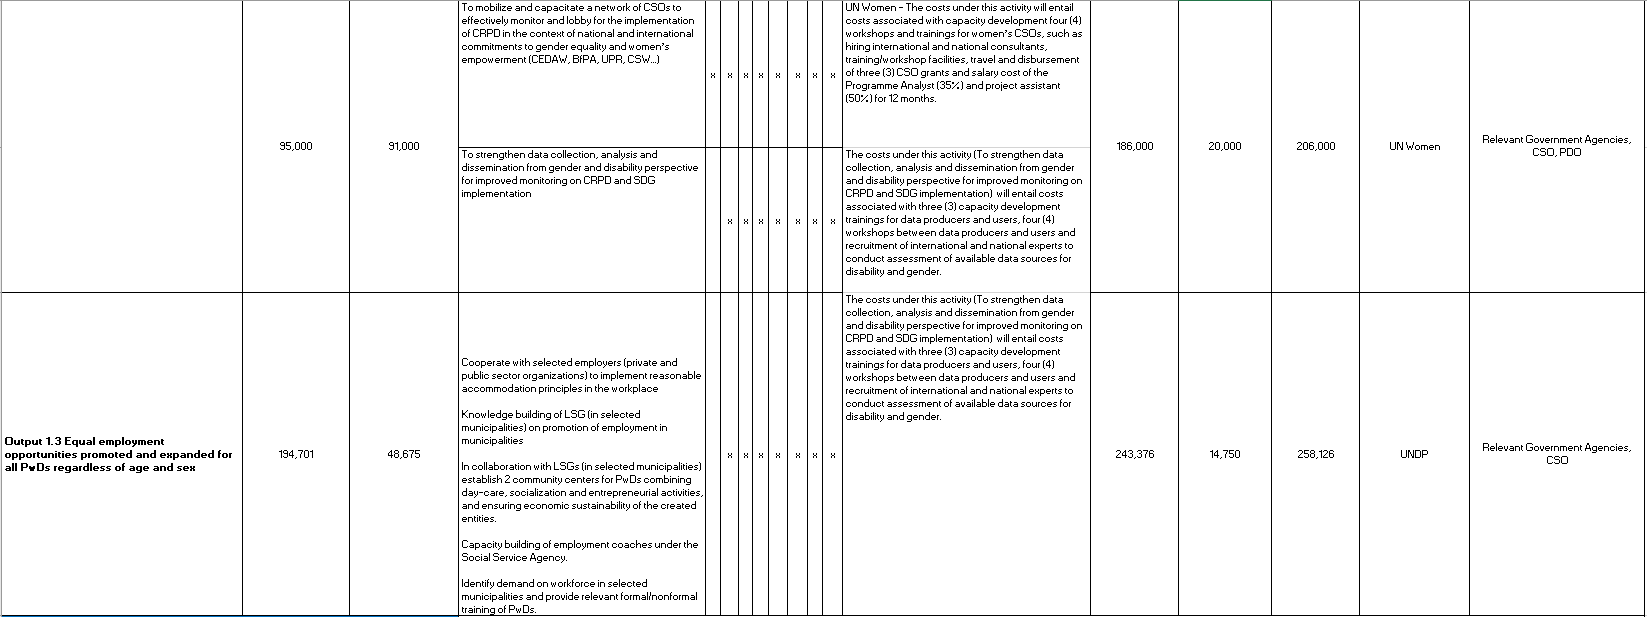 To mobilize and capacitate a network of CSOs to
effectively monitor and lobby for the implementation
of CRPD in the context of national and international
commitments to gender equality and women's
empowerment (CEDAW, BfPA, UPR, CSW...)
x x x x x x x x
UN Women - The costs under this activity will entail
costs associated with capacity development four (4)
workshops and trainings for women's CSOs, such as
hiring international and national consultants,
training/workshop facilities, travel and disbursement
of three (3) CSO grants and salary cost of the
Programme Analyst (35%) and project assistant
(50%) for 12 months.
95,000
91,000
186,000
20,000
206,000
UN Women
Relevant Government Agencies,
CSO, PDO
To strengthen data collection, analysis and
dissemination from gender and disability perspective
for improved monitoring on CRPD and SDG
implementation
x x x x x x x
The costs under this activity (To strengthen data
collection, analysis and dissemination from gender
and disability perspective for improved monitoring on
CRPD and SDG implementation) will entail costs
associated with three (3) capacity development
trainings for data producers and users, four (4)
workshops between data producers and users and
recruitment of international and national experts to
conduct assessment of available data sources for
disability and gender.
Output 1.3 Equal employment
opportunities promoted and expanded for
all PwDs regardless of age and sex
194,701
48,675
Cooperate with selected employers (private and
public sector organizations) to implement reasonable
accommodation principles in the workplace
Knowledge building of LSG (in selected
municipalities) on promotion of employment in
municipalities
In collaboration with LSGs (in selected municipalities)
establish 2 community centers for PwDs combining
day-care, socialization and entrepreneurial activities,
and ensuring economic sustainability of the created
entities.
Capacity building of employment coaches under the
Social Service Agency.
Identify demand on workforce in selected
municipalities and provide relevant formal/nonformal
training of PwDs.
x x x x x x x
The costs under this activity (To strengthen data
collection, analysis and dissemination from gender
and disability perspective for improved monitoring on
CRPD and SDG implementation) will entail costs
associated with three (3) capacity development
trainings for data producers and users, four (4)
workshops between data producers and users and
recruitment of international and national experts to
conduct assessment of available data sources for
disability and gender.
243,376
14,750
258,126
UNDP
Relevant Government Agencies,
CSO